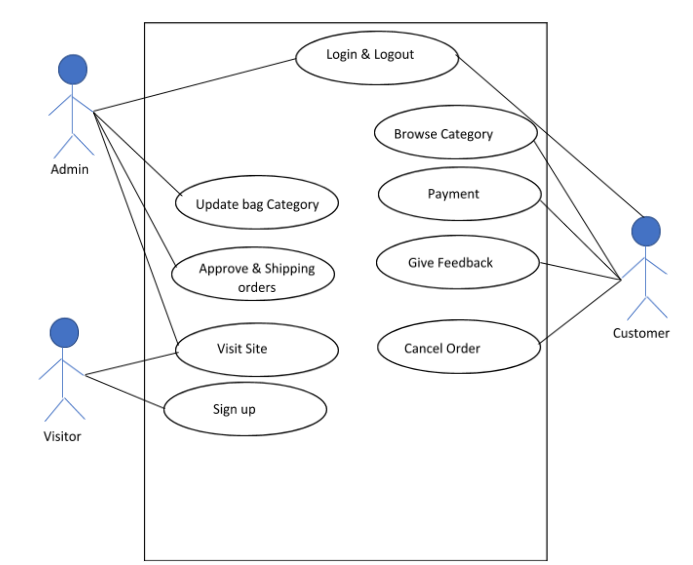 Login & Logout
Browse Category
Admin
Update bag Category
Payment
Approve & Shipping
orders
Give Feedback
Customer
Visit Site
Cancel Order
Sign up
Visitor